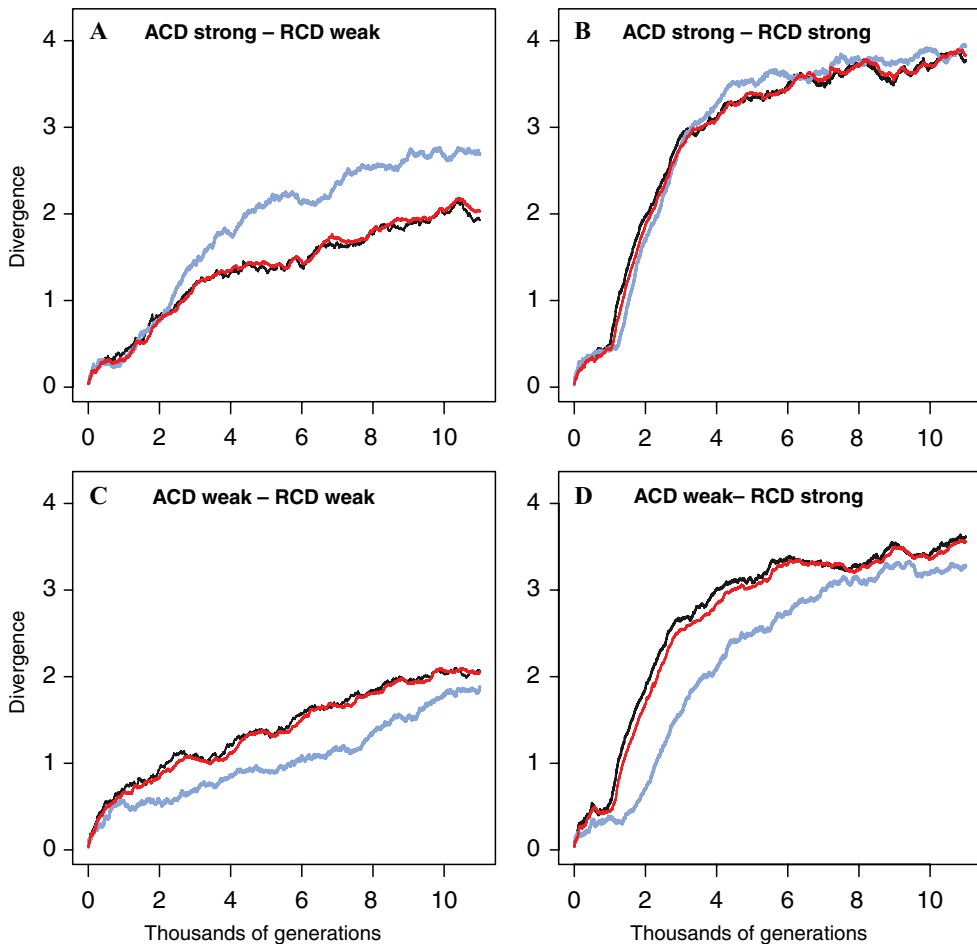 A ACD strong – RCD weak
B ACD strong – RCD strong
Divergence
4
3
2
1
0
0 2 4 6 8 10
4
3
2
1
0
0 2 4 6 8 10
C ACD weak – RCD weak
D ACD weak– RCD strong
Divergence
4
3
2
1
0
0 2 4 6 8 10
Thousands of generations
4
3
2
1
0
0 2 4 6 8 10
Thousands of generations